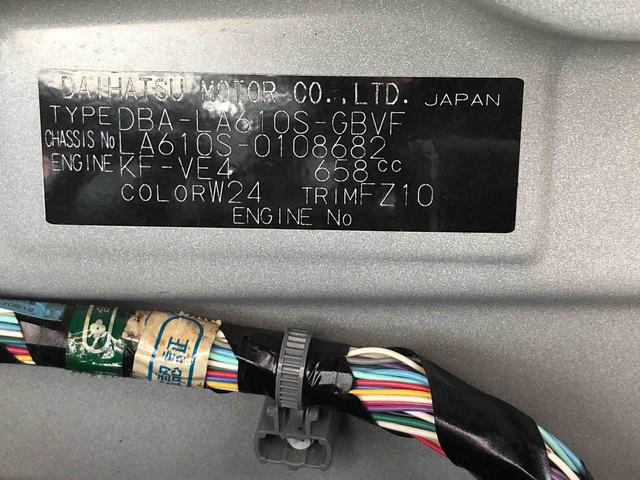 DAIHATSU MOTOR CO.,LTD. JAPAN
TYPE DBA-LA610S-GBVF
CHASSIS No LA610S-0108682
ENGINE KF-VE4 658cc
COLOR W24 TRIM FZ10
ENGINE No